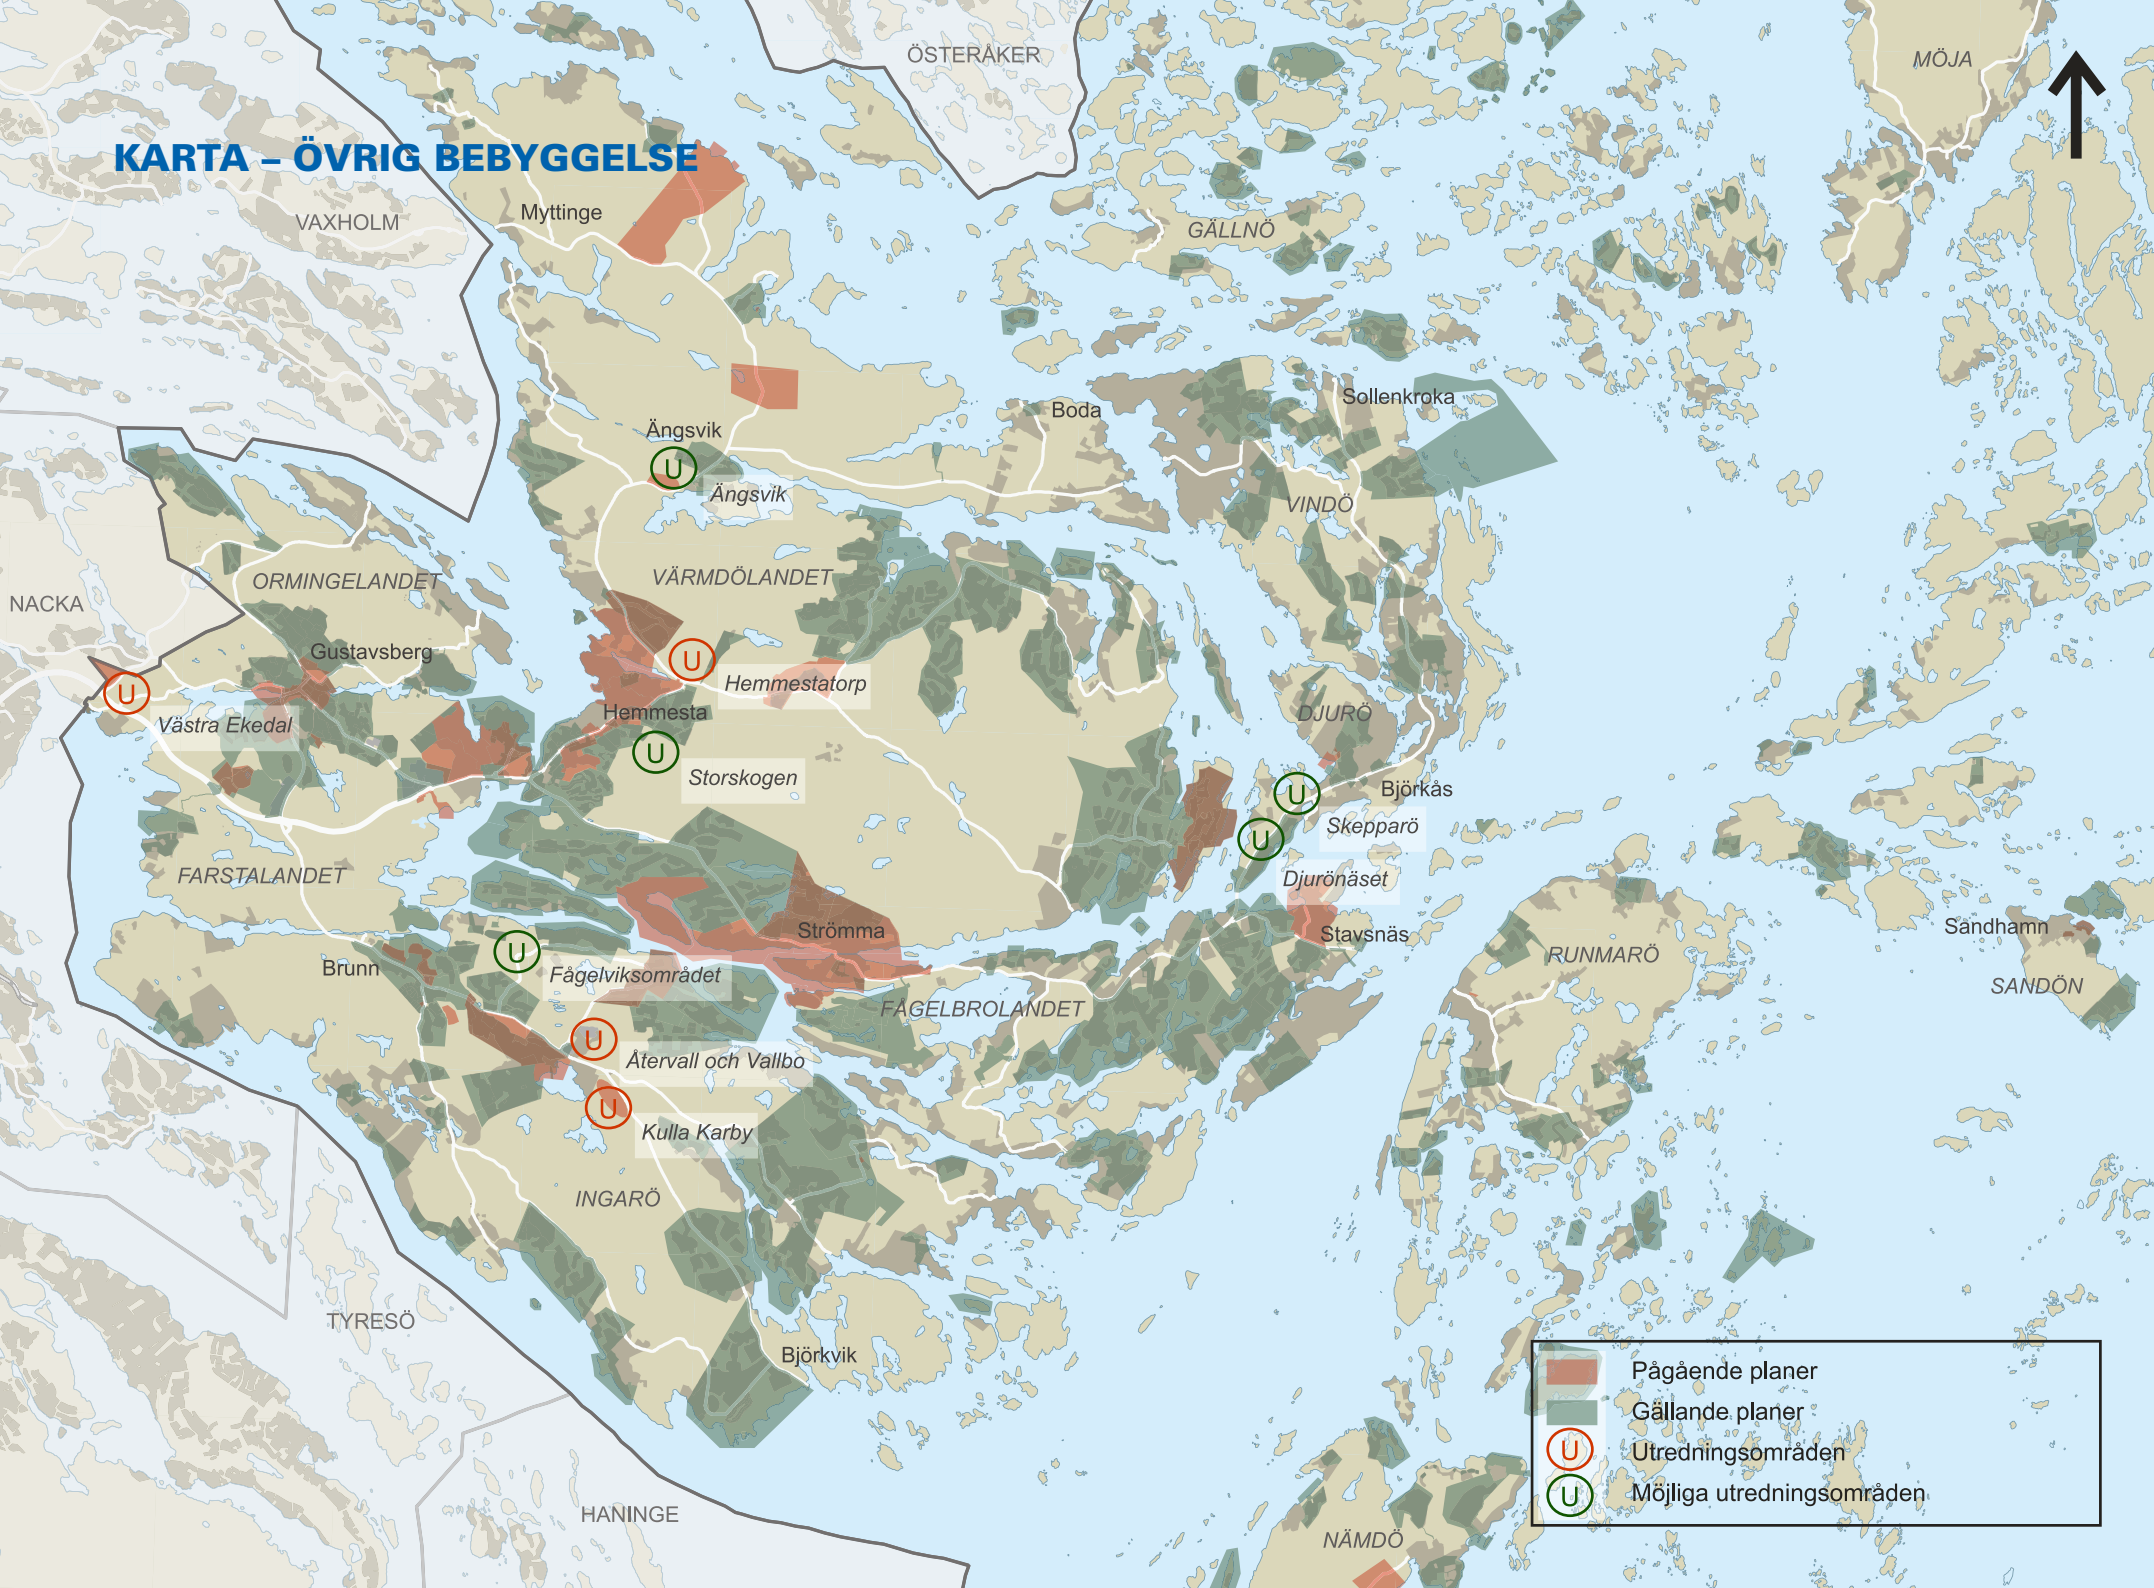 ÖSTERÅKER
MÖJA
KARTA – ÖVRIG BEBYGGELSE
VAXHOLM
Myttinge
GÄLLNÖ
Sollenkroka
Boda
Ängsvik
U
Ängsvik
VINDÖ
ORMINGELANDET
VÄRMDÖLANDET
NACKA
Gustavsberg
U
Hemmestatorp
U
Västra Ekedal
Hemmesta
DJURÖ
U
Storskogen
Björkås
U
Skepparö
U
FARSTALANDET
Djurönäset
Strömma
Stavsnäs
Sandhamn
Brunn
U
Fågelviksområdet
RUNMARÖ
SANDÖN
FÅGELBROLANDET
U
Återvall och Vallbo
U
Kulla Karby
INGARÖ
TYRESÖ
Björkvik
HANINGE
NÄMDÖ
Pågående planer
Gällande planer
U Utredningsområden
U Möjliga utredningsområden